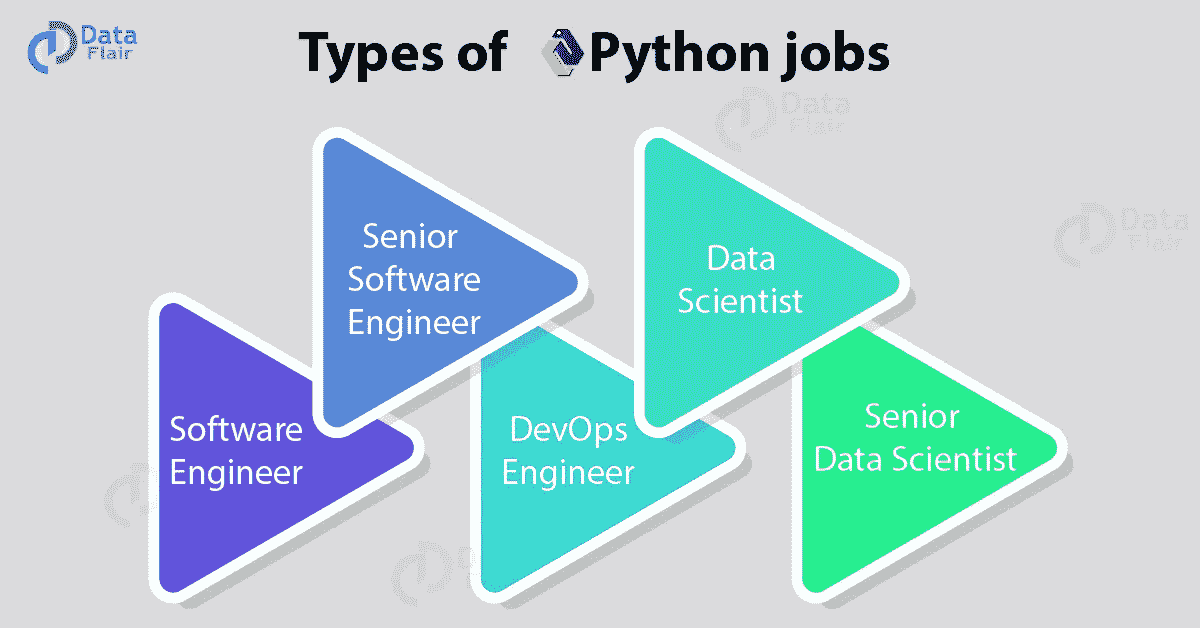 Data
Flair
Types of Python jobs
Data
Flair
Data
Flair
Senior
Software
Engineer
Data
Scientist
Software
Engineer
DevOps
Engineer
Senior
Data Scientist